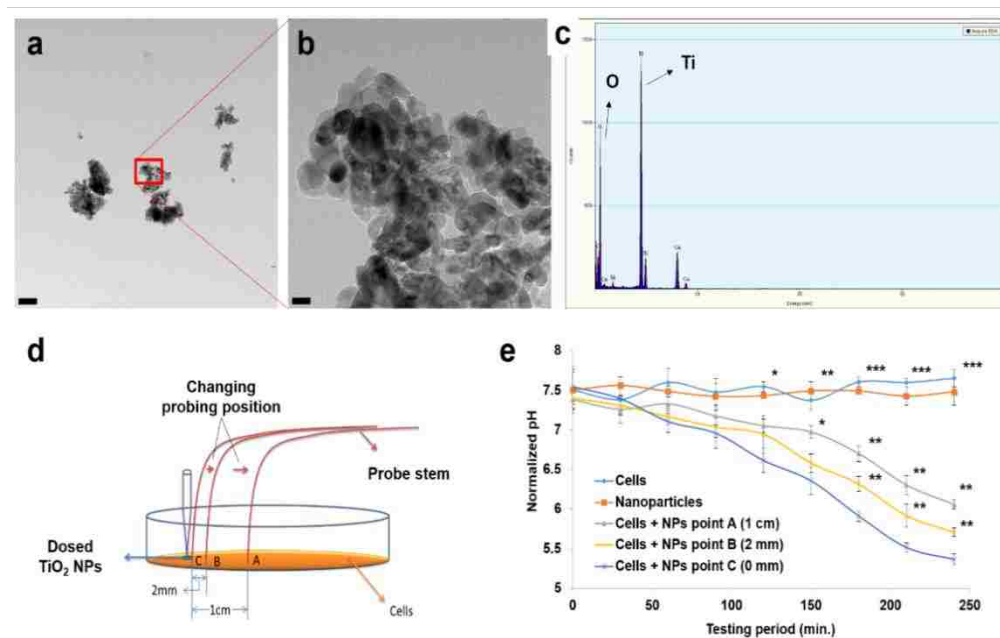 a
b
c
O
Ti
d
Changing
probing position
Probe stem
Dosed
TiO₂ NPs
C
B
A
2mm
1cm
Cells
e
Normalized pH
8
7.5
7
6.5
6
5.5
5
* ** *** *** ***
* ** ** **
** ** **
Cells
Nanoparticles
Cells + NPs point A (1 cm)
Cells + NPs point B (2 mm)
Cells + NPs point C (0 mm)
0 50 100 150 200 250
Testing period (min.)